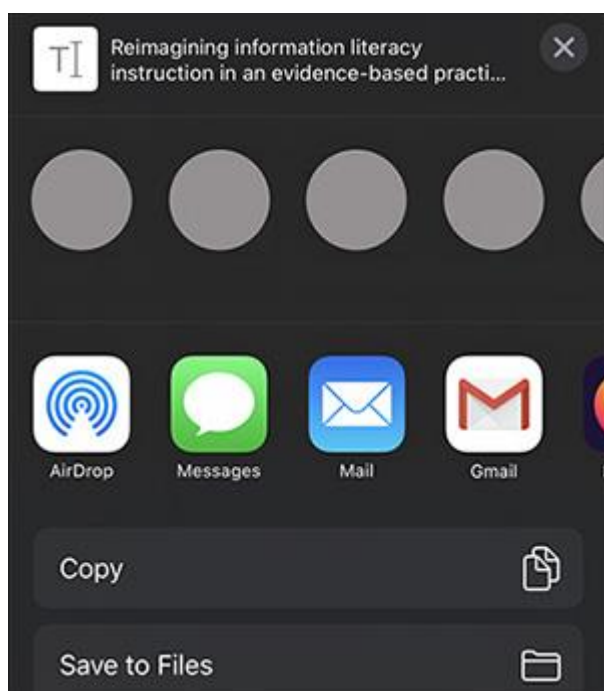 TI
Reimagining information literacy
instruction in an evidence-based practi...
AirDrop
Messages
Mail
Gmail
Copy
Save to Files